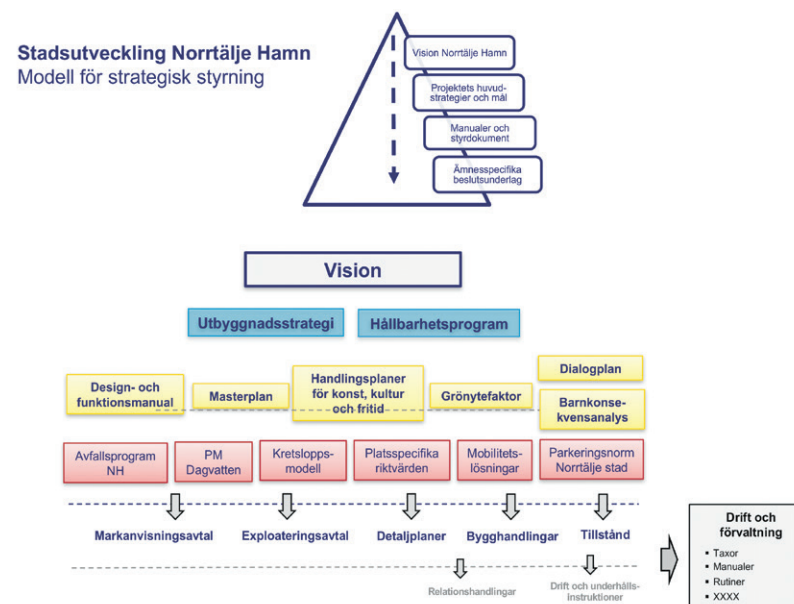 Stadsutveckling Norrtälje Hamn
Modell för strategisk styrning
Vision Norrtälje Hamn
Projektets huvud-
strategier och mål
Manualer och
styrdokument
Ämnesspecifika
beslutsunderlag
Vision
Utbyggnadsstrategi
Hållbarhetsprogram
Design- och
funktionsmanual
Masterplan
Handlingsplaner
för konst, kultur
och fritid
Grönytefaktor
Dialogplan
Barnkonse-
kvensanalys
Avfallsprogram
NH
PM
Dagvatten
Kretslopps-
modell
Platsspecifika
riktvärden
Mobilitets-
lösningar
Parkeringsnorm
Norrtälje stad
Markanvisningsavtal
Exploateringsavtal
Detaljplaner
Bygghandlingar
Tillstånd
Relationshandlingar
Drift och underhålls-
instruktioner
Drift och
förvaltning
▪ Taxor
▪ Manualer
▪ Rutiner
▪ XXXX